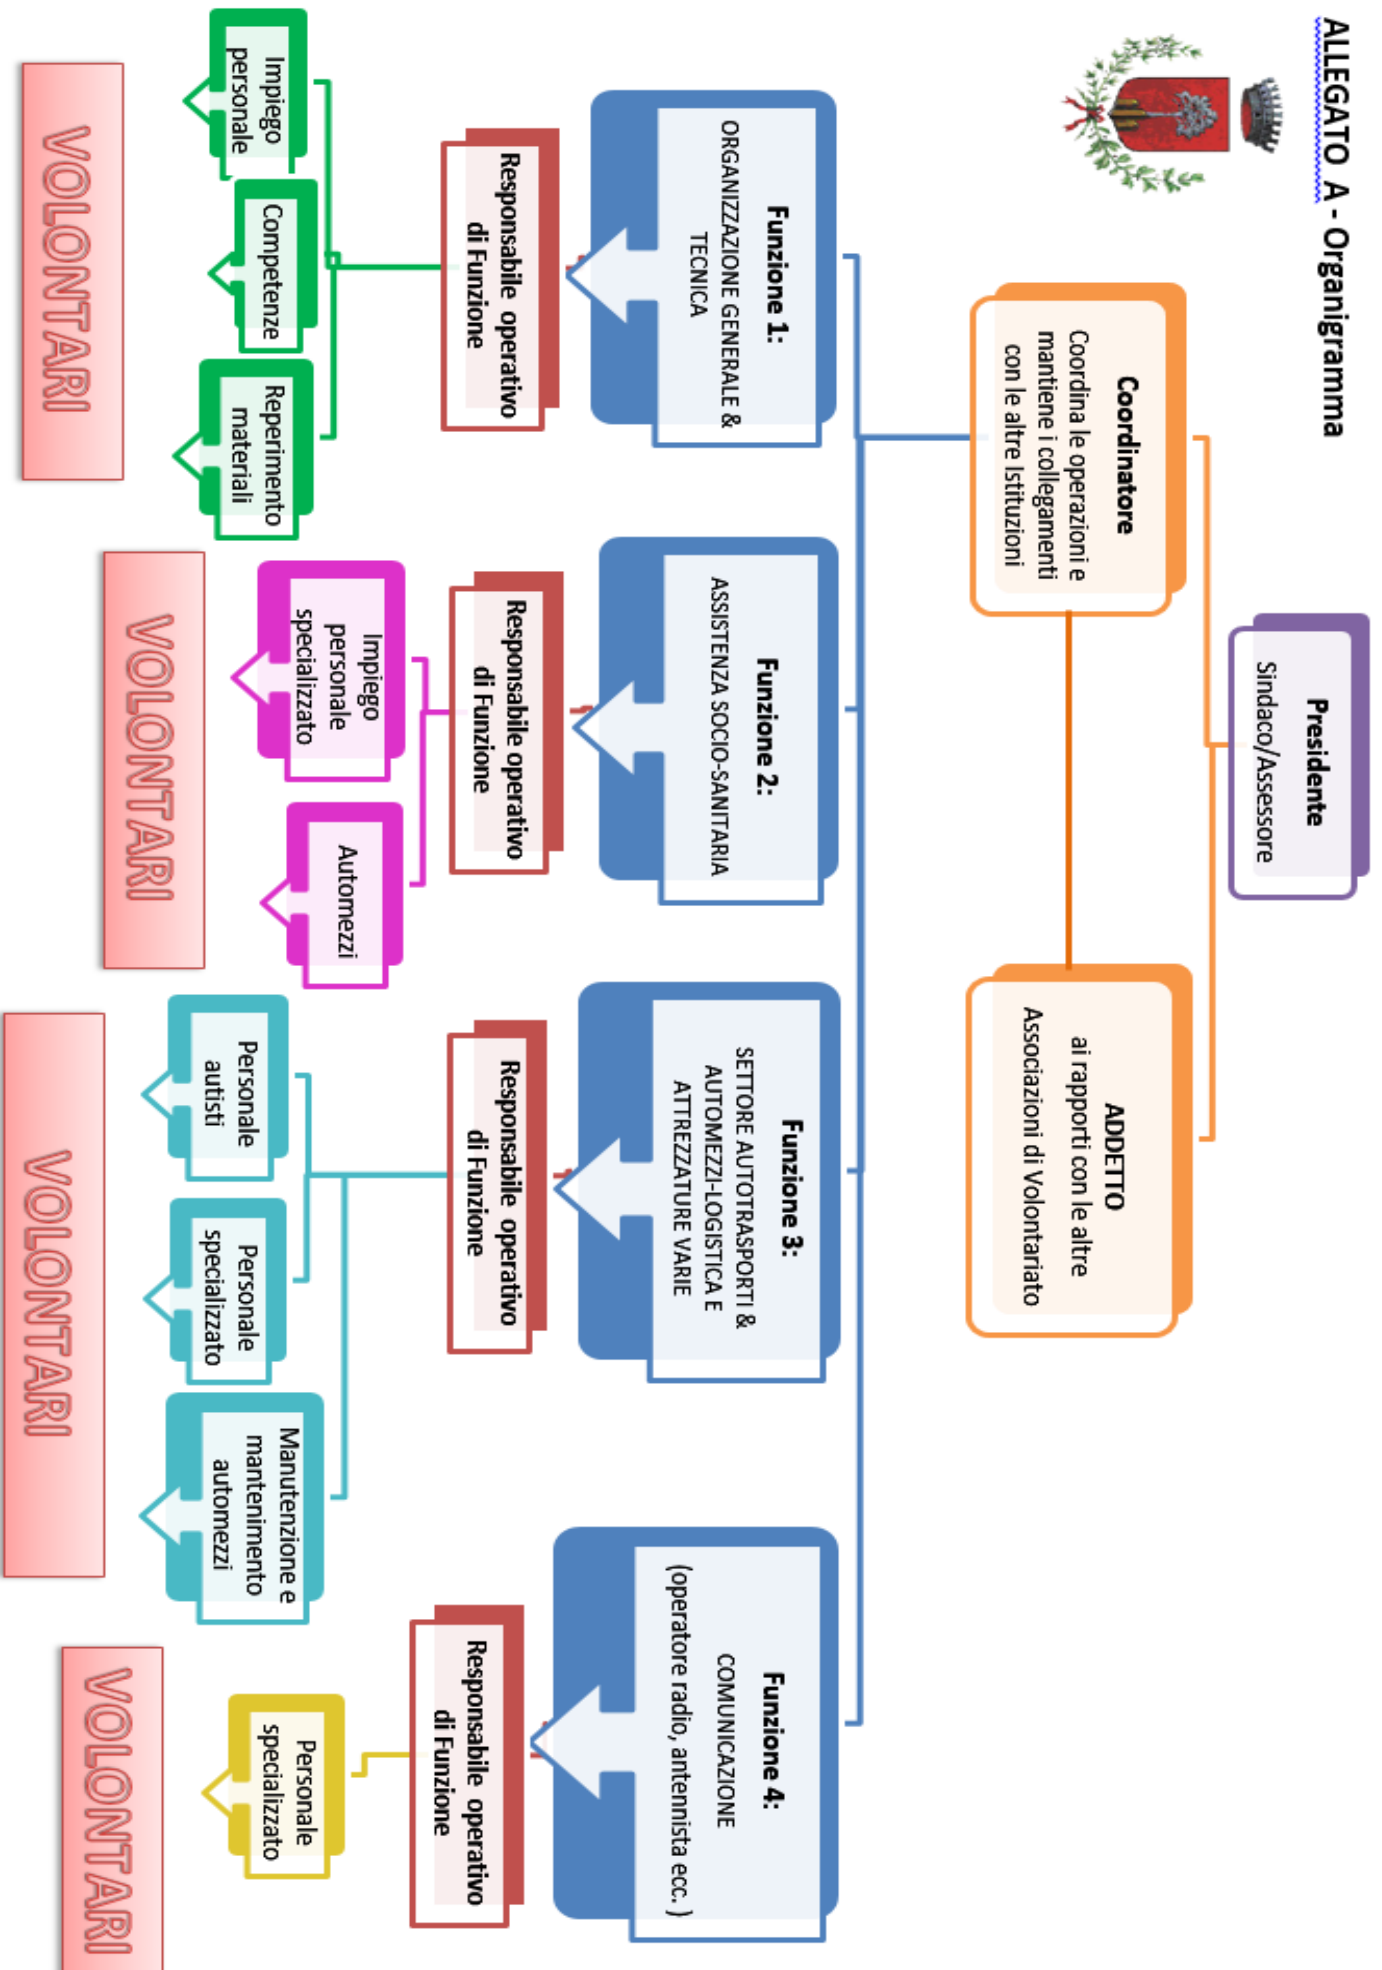 ALLEGATO A - Organigramma
Presidente
Sindaco/Assessore
Coordinatore
Coordina le operazioni e
mantiene i collegamenti
con le altre Istituzioni
ADDETTO
ai rapporti con le altre
Associazioni di Volontariato
Funzione 1:
ORGANIZZAZIONE GENERALE &
TECNICA
Funzione 2:
ASSISTENZA SOCIO-SANITARIA
Funzione 3:
SETTORE AUTOTRASPORTI &
AUTOMEZZI-LOGISTICA E
ATTREZZATURE VARIE
Funzione 4:
COMUNICAZIONE
(operatore radio, antennista ecc. )
Responsabile operativo
di Funzione
Responsabile operativo
di Funzione
Responsabile operativo
di Funzione
Responsabile operativo
di Funzione
Impiego
personale
Competenze
Reperimento
materiali
Impiego
personale
specializzato
Automezzi
Personale
autisti
Personale
specializzato
Manutenzione e
mantenimento
automezzi
Personale
specializzato
VOLONTARI
VOLONTARI
VOLONTARI
VOLONTARI